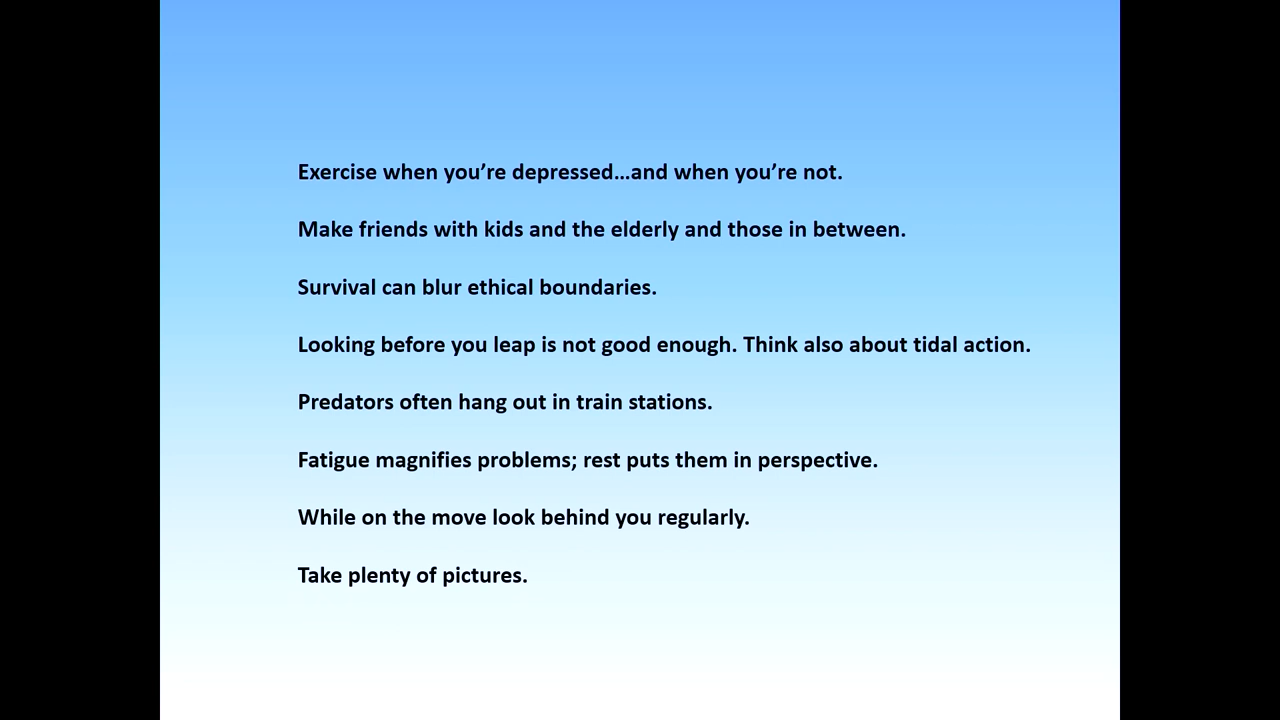 Exercise when you’re depressed…and when you’re not.
Make friends with kids and the elderly and those in between.
Survival can blur ethical boundaries.
Looking before you leap is not good enough. Think also about tidal action.
Predators often hang out in train stations.
Fatigue magnifies problems; rest puts them in perspective.
While on the move look behind you regularly.
Take plenty of pictures.